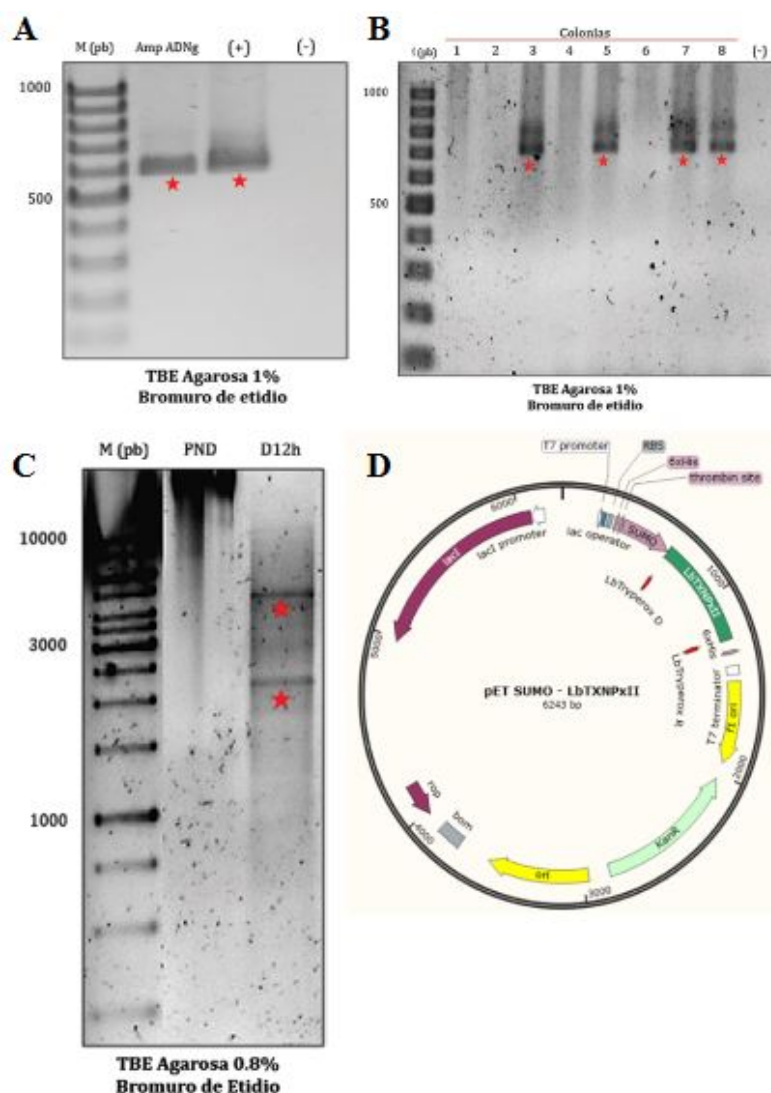 A
M (pb) Amp ADNg (+) (-)
1000
500
TBE Agarosa 1%
Bromuro de etidio
B
Colonias
(pb) 1 2 3 4 5 6 7 8 (-)
1000
500
TBE Agarosa 1%
Bromuro de etidio
C
M (pb) PND D12h
10000
3000
1000
TBE Agarosa 0.8%
Bromuro de Etidio
D
T7 promoter
RBS
6xHis
thrombin site
lac operator
SUMO
LbTXNPxII
1000
LbTryperox D
6xHis
LbTryperox R
T7 terminator
f1 ori
2000
KanR
3000
ori
bom
4000
rop
5000
lacI
lacI promoter
6000
pET SUMO - LbTXNPxII
6243 bp